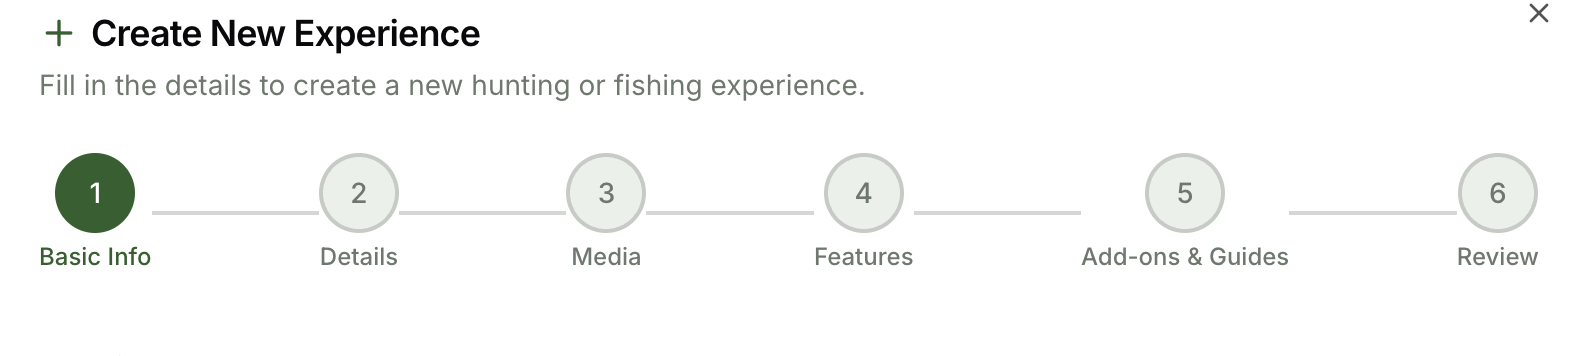 Create New Experience
Fill in the details to create a new hunting or fishing experience.
1 2 3 4 5 6
Basic Info Details Media Features Add-ons & Guides Review